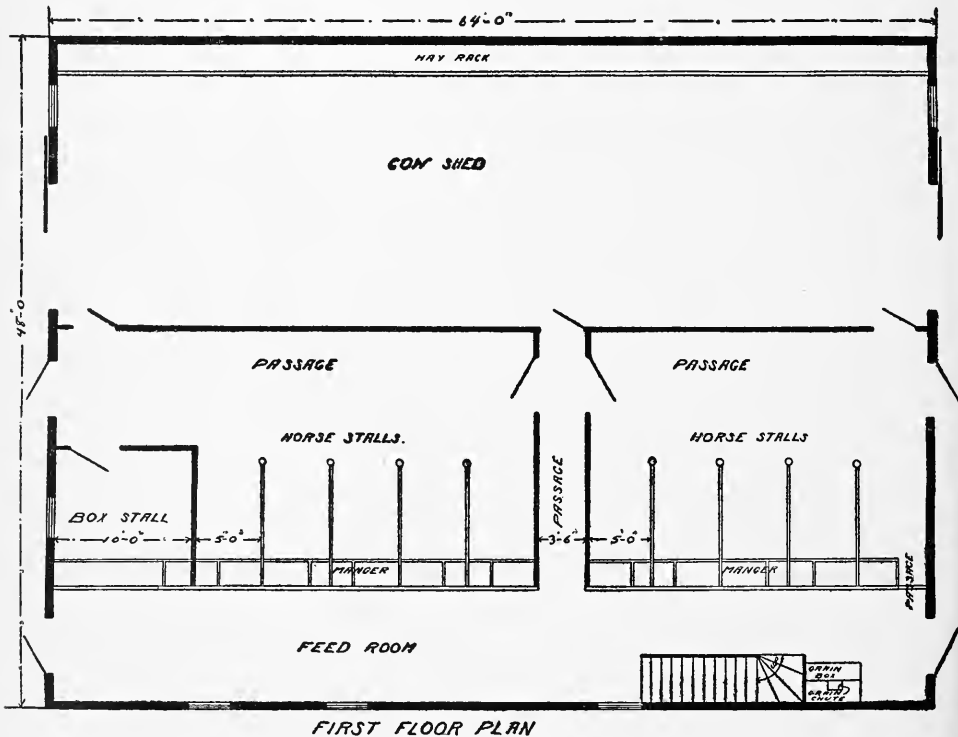 64'-0"
HAY RACK
COW SHED
48'-0
PASSAGE
PASSAGE
HORSE STALLS.
HORSE STALLS
PASSAGE
BOX STALL
10'-0"
5'-0"
3'-6"
5'-0"
MANGER
MANGER
PASSAGE
FEED ROOM
GRAIN
BOX
GRAIN
CHUTE
FIRST FLOOR PLAN